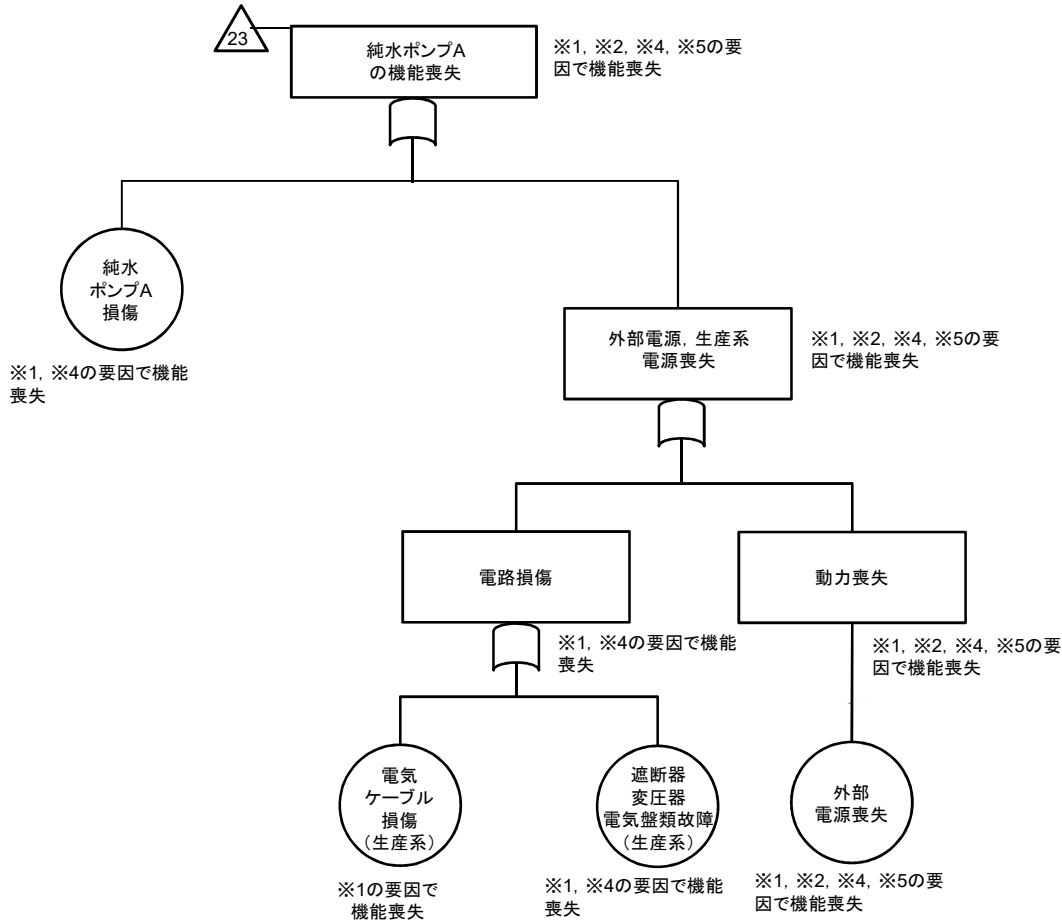 23
純水ポンプA
の機能喪失
※1, ※2, ※4, ※5の要
因で機能喪失
純水
ポンプA
損傷
※1, ※4の要因で機能
喪失
外部電源, 生産系
電源喪失
※1, ※2, ※4, ※5の要
因で機能喪失
電路損傷
※1, ※4の要因で機能
喪失
動力喪失
※1, ※2, ※4, ※5の要
因で機能喪失
電気
ケーブル
損傷
（生産系）
※1の要因で
機能喪失
遮断器
変圧器
電気盤類故障
（生産系）
※1, ※4の要因で機能
喪失
外部
電源喪失
※1, ※2, ※4, ※5の要
因で機能喪失